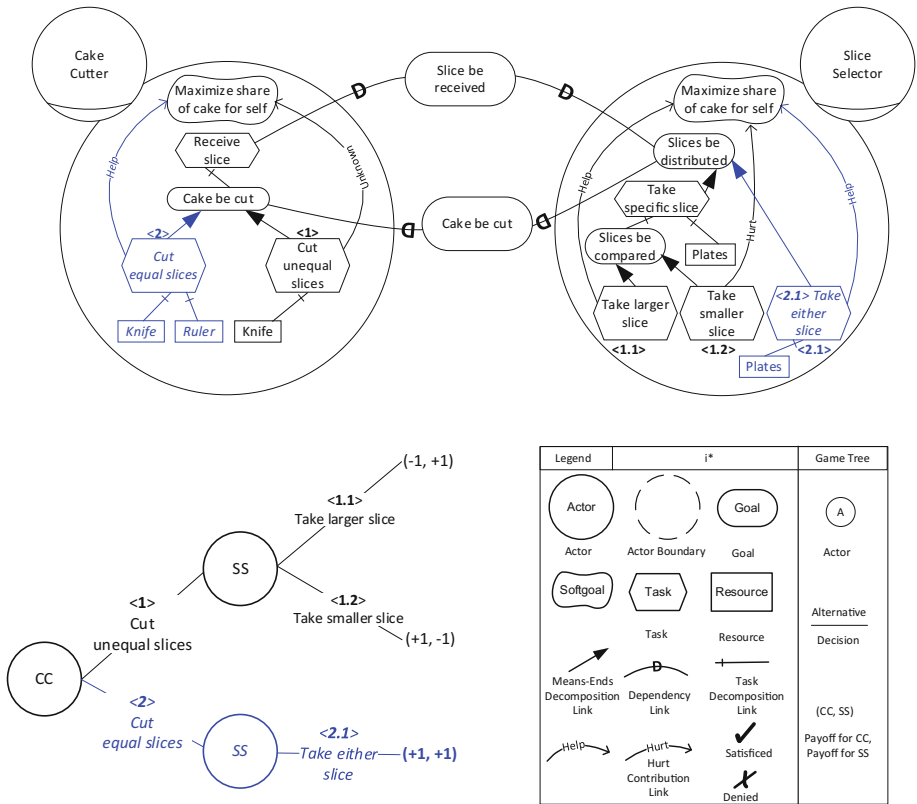 Cake
Cutter
Maximize share
of cake for self
Receive
slice
Cake be cut
Help
Unknown
<2>
Cut
equal slices
<1>
Cut
unequal
slices
Knife
Ruler
Knife
D
Slice be
received
D
D
Cake be cut
D
Slice
Selector
Maximize share
of cake for self
Slices be
distributed
Help
Take
specific slice
Help
Hurt
Slices be
compared
Plates
Take larger
slice
<1.1>
Take
smaller
slice
<1.2>
<2.1> Take
either
slice
<2.1>
Plates
(-1, +1)
<1.1>
Take larger slice
SS
<1.2>
Take smaller slice
(+1, -1)
<1>
Cut
unequal slices
CC
<2>
Cut
equal slices
SS
<2.1>
Take either
slice
(+1, +1)
Legend
i*
Game Tree
Actor
Goal
A
Actor
Actor Boundary
Goal
Actor
Softgoal
Task
Resource
Task
Resource
Alternative
Decision
D
Means-Ends
Decomposition
Link
Dependency
Link
Task
Decomposition
Link
(CC, SS)
Payoff for CC,
Payoff for SS
Help
Hurt
Hurt
Contribution
Link
Satisficed
Denied